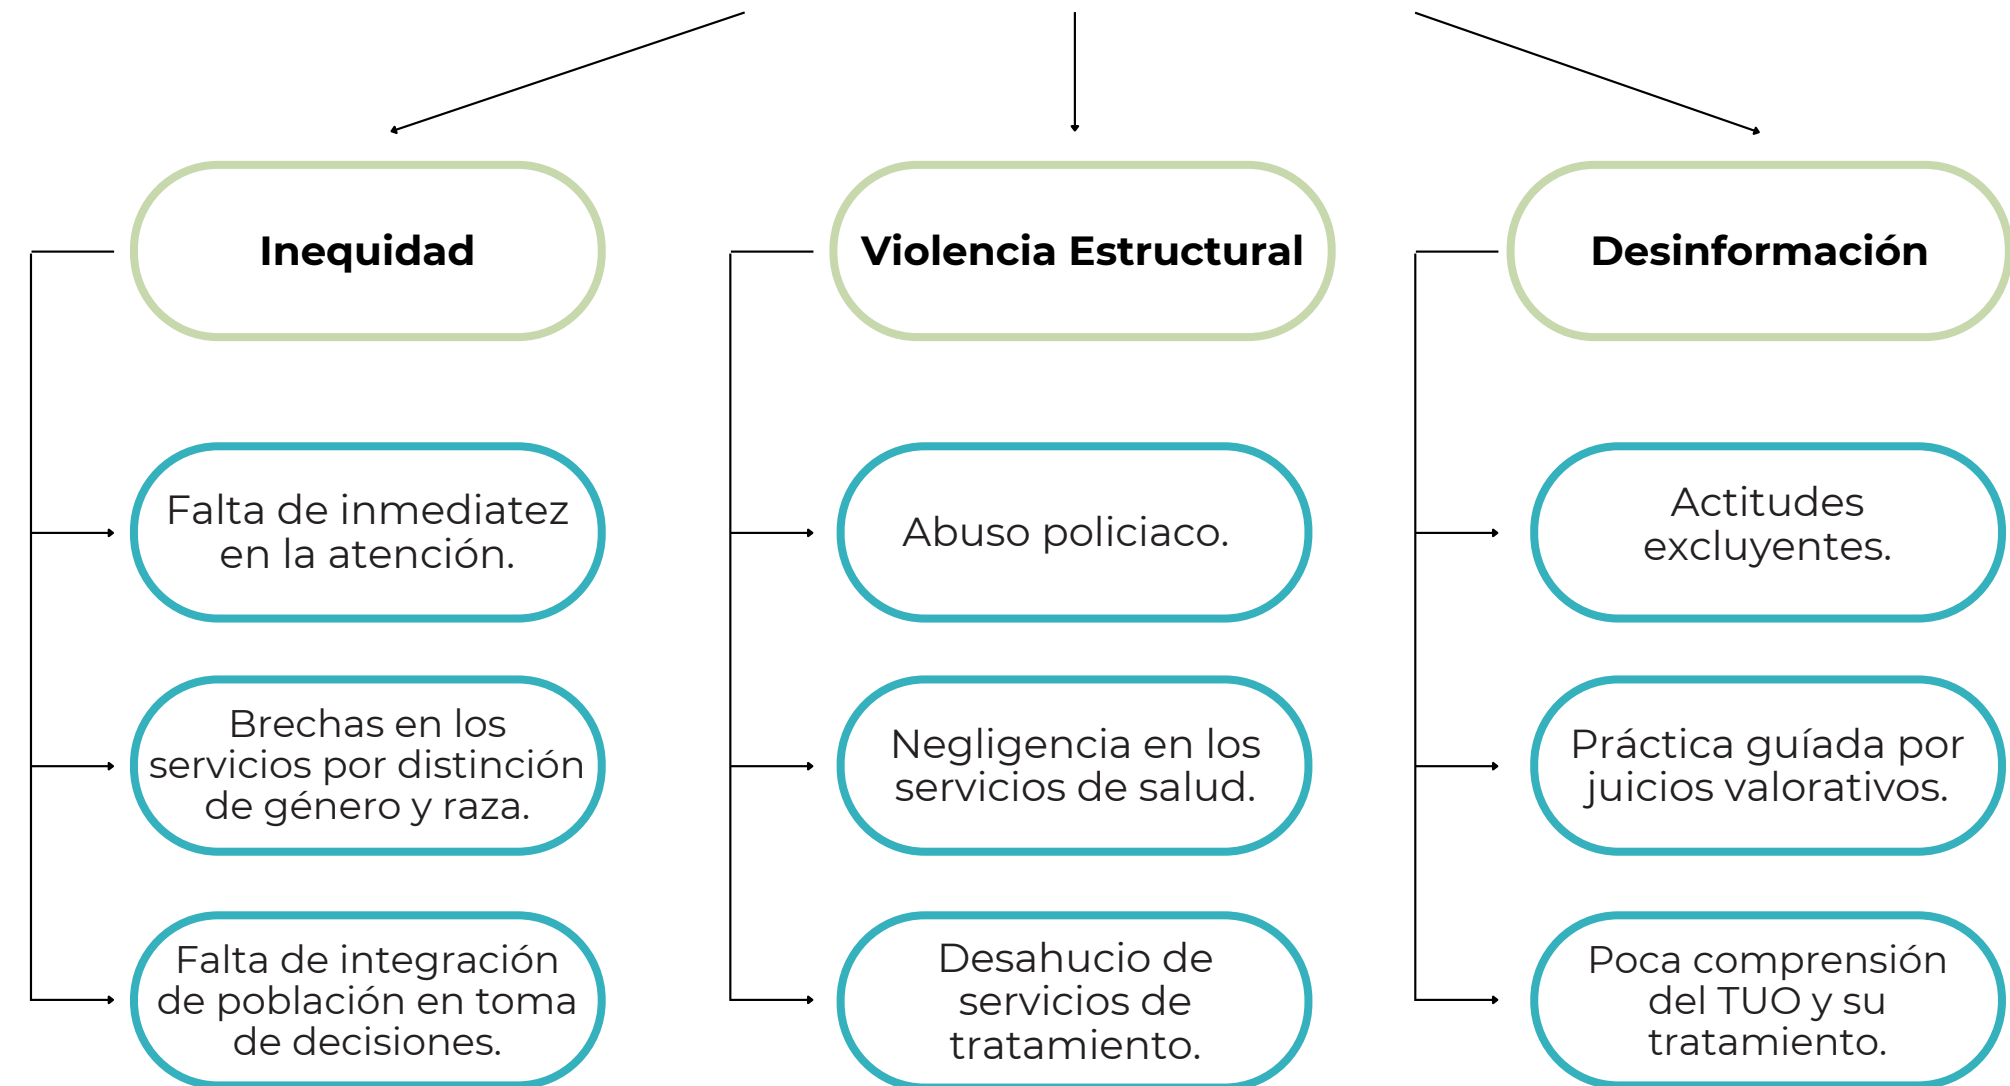 Inequidad
Falta de inmediatez
en la atención.
Brechas en los
servicios por distinción
de género y raza.
Falta de integración
de población en toma
de decisiones.
Violencia Estructural
Abuso policiaco.
Negligencia en los
servicios de salud.
Desahucio de
servicios de
tratamiento.
Desinformación
Actitudes
excluyentes.
Práctica guíada por
juicios valorativos.
Poca comprensión
del TUO y su
tratamiento.